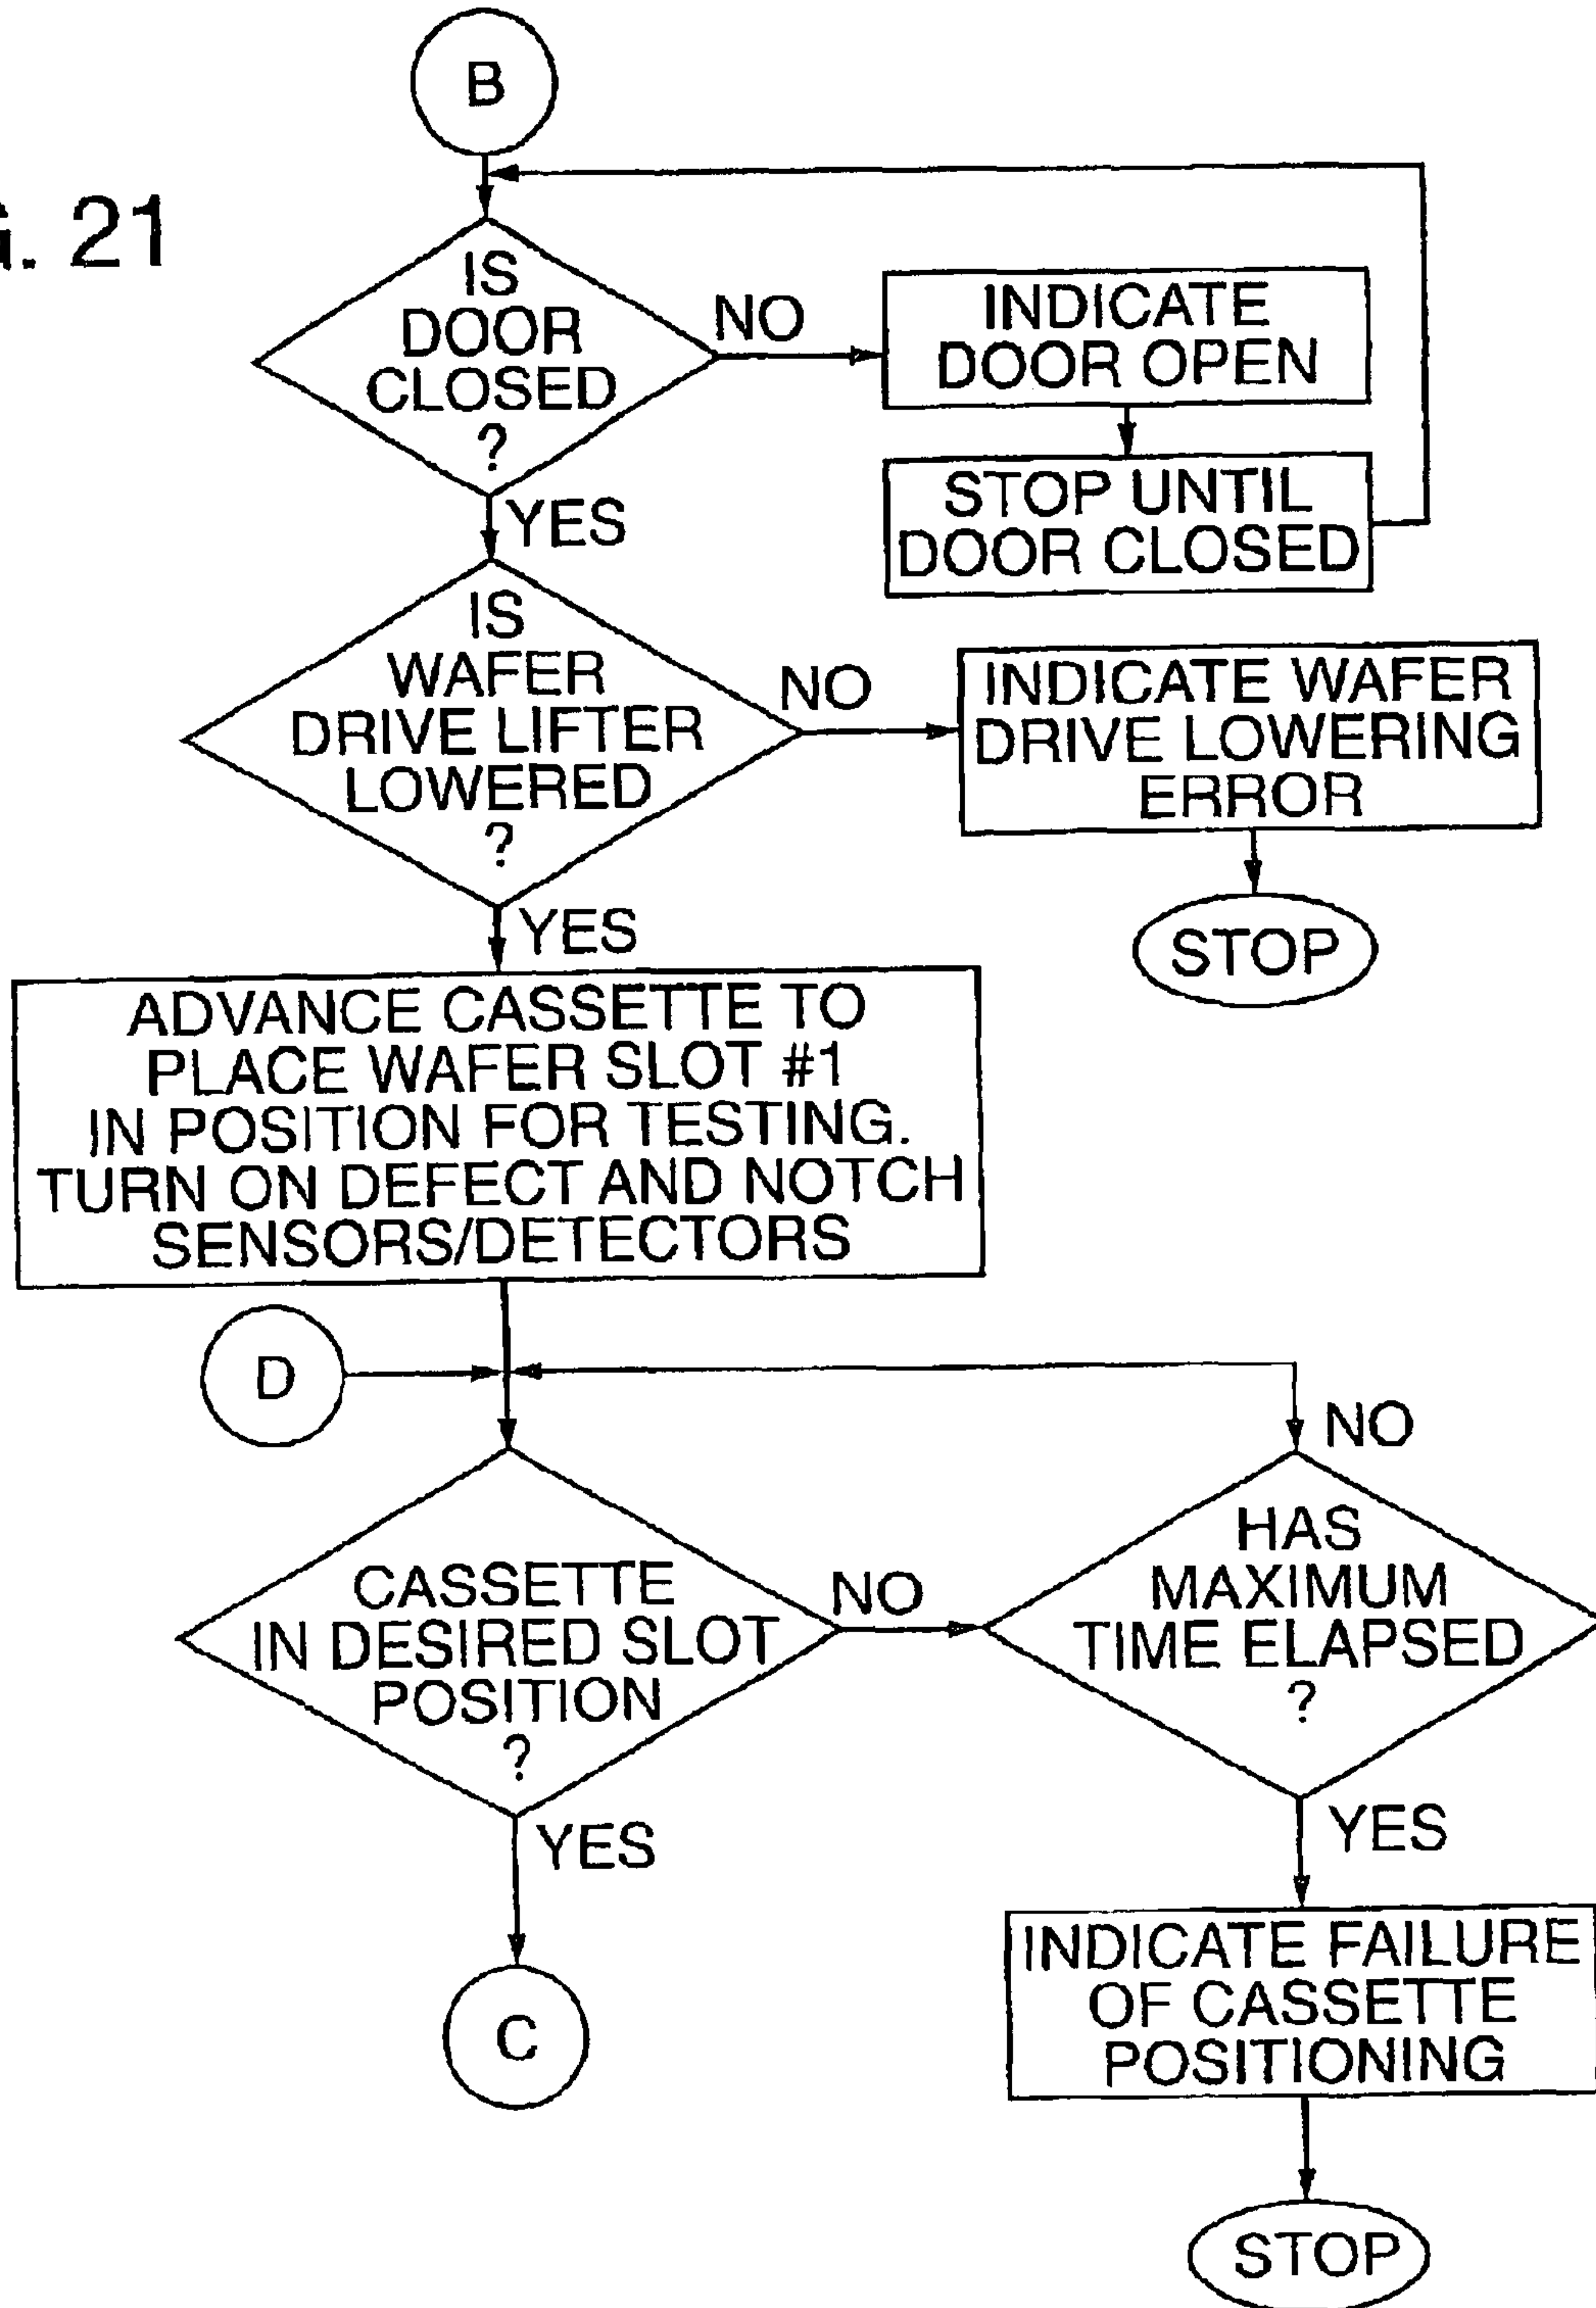 B
. 21
IS
DOOR
CLOSED
?
NO
INDICATE
DOOR OPEN
STOP UNTIL
DOOR CLOSED
YES
IS
WAFER
DRIVE LIFTER
LOWERED
?
NO
INDICATE WAFER
DRIVE LOWERING
ERROR
STOP
YES
ADVANCE CASSETTE TO
PLACE WAFER SLOT #1
IN POSITION FOR TESTING.
TURN ON DEFECT AND NOTCH
SENSORS/DETECTORS
D
NO
CASSETTE
IN DESIRED SLOT
POSITION
?
NO
HAS
MAXIMUM
TIME ELAPSED
?
YES
YES
C
INDICATE FAILURE
OF CASSETTE
POSITIONING
STOP